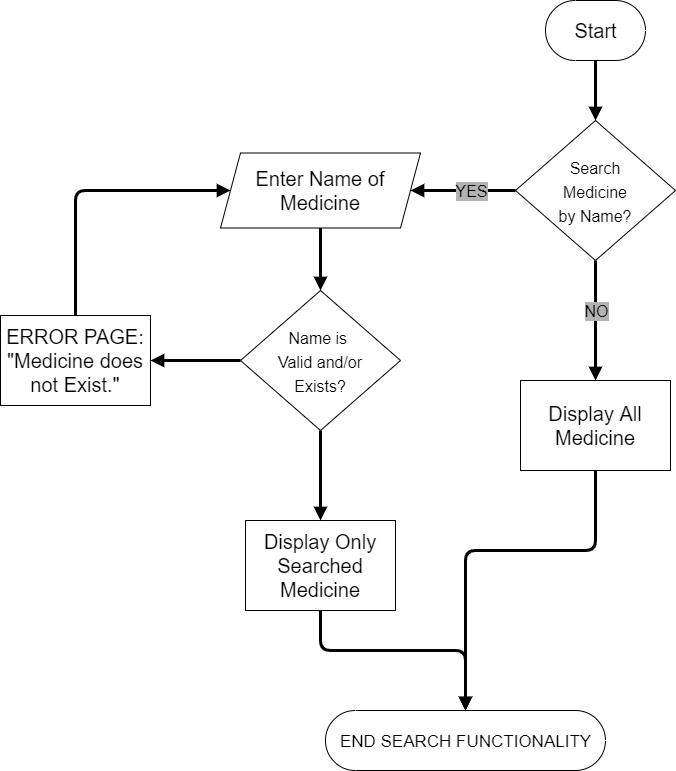 Start
Search
Medicine
by Name?
YES
Enter Name of
Medicine
NO
ERROR PAGE:
"Medicine does
not Exist."
Name is
Valid and/or
Exists?
Display All
Medicine
Display Only
Searched
Medicine
END SEARCH FUNCTIONALITY